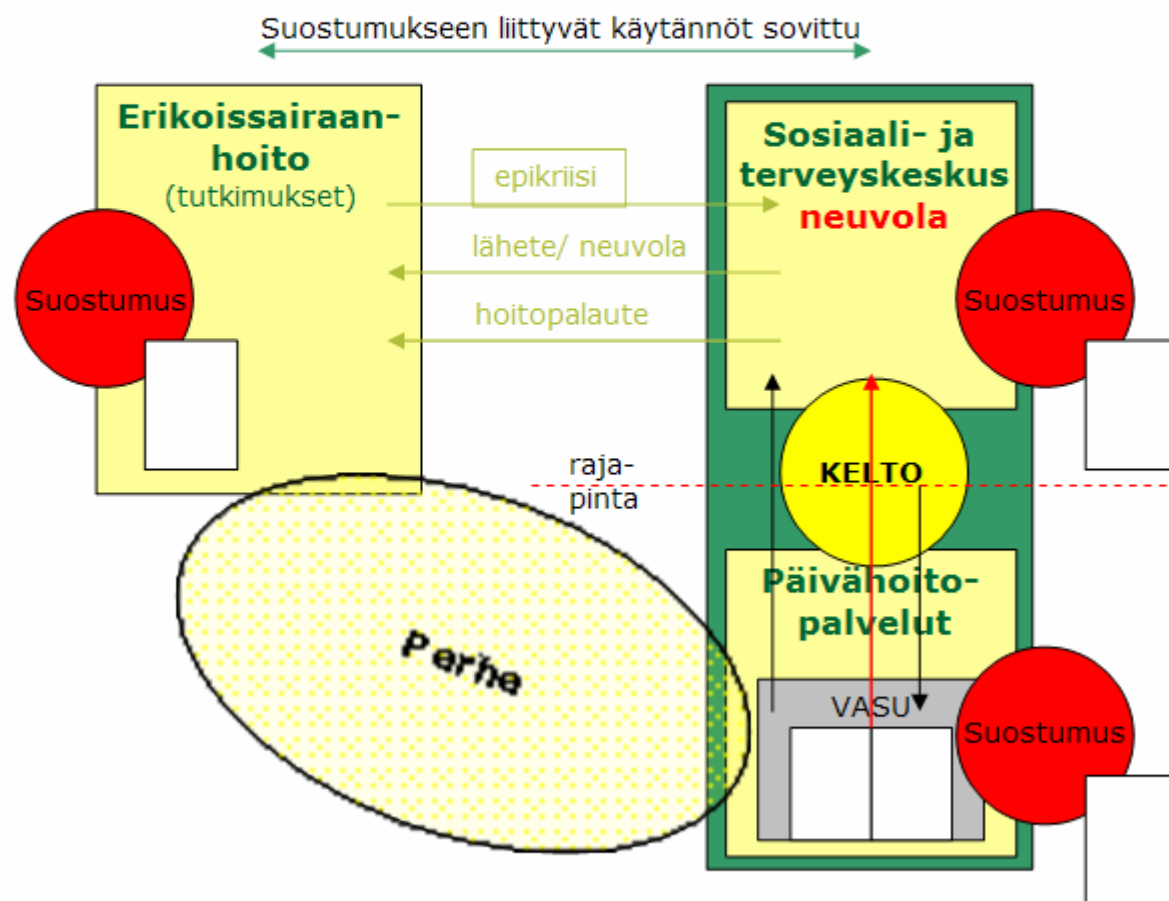 Suostumukseen liittyvät käytännöt sovittu
Erikoissairaan-
hoito
(tutkimukset)
Suostumus
epikriisi
lähete/ neuvola
hoitopalaute
Sosiaali- ja
terveyskeskus
neuvola
Suostumus
raja-
pinta
KELTO
Perhe
Päivähoito-
palvelut
VASU
Suostumus